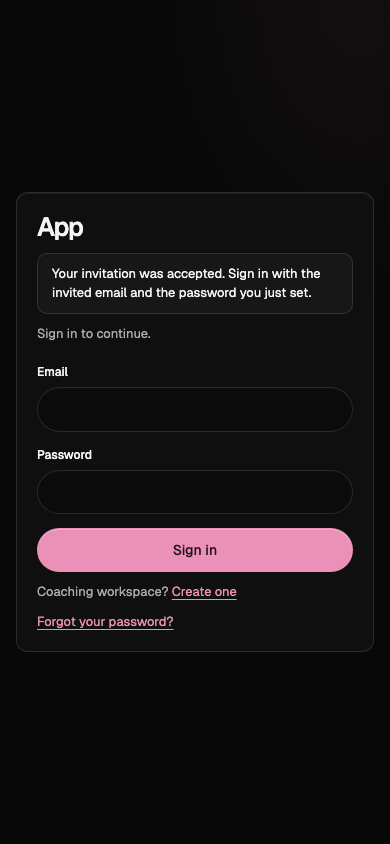 App
Your invitation was accepted. Sign in with the
invited email and the password you just set.
Sign in to continue.
Email
Password
Sign in
Coaching workspace? Create one
Forgot your password?